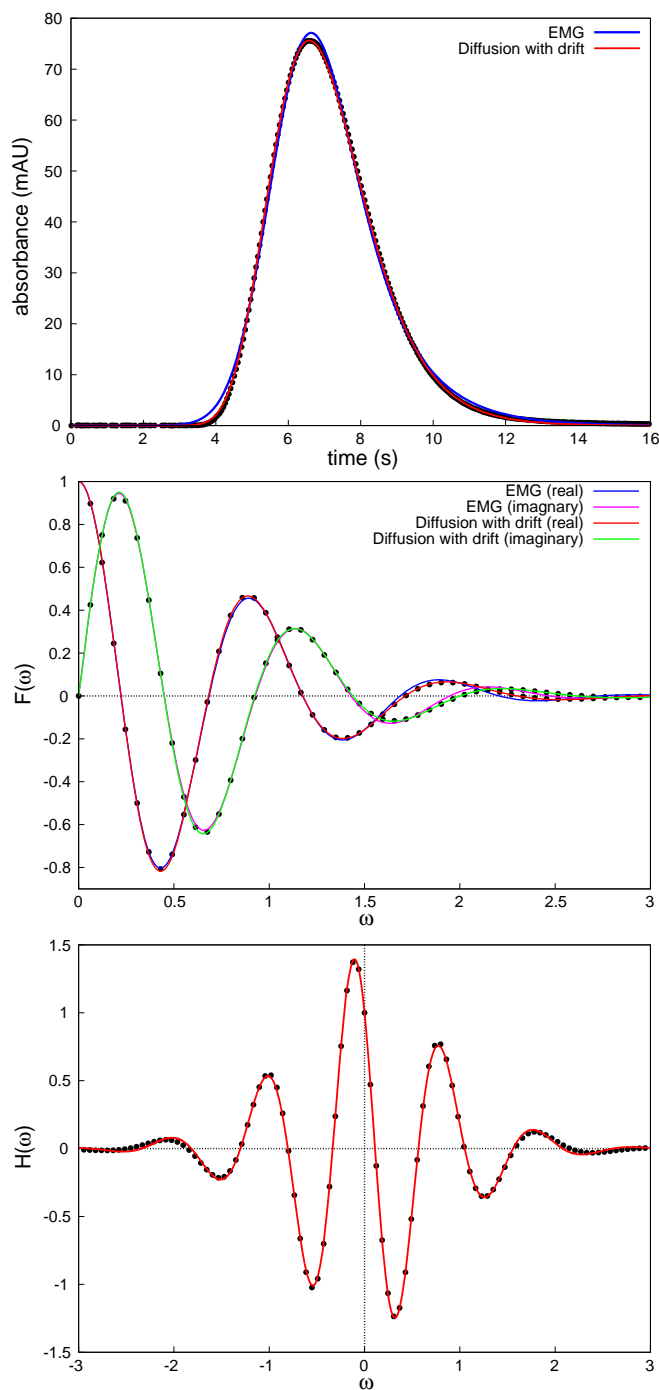 80
70
60
50
40
30
20
10
0
absorbance (mAU)
EMG
Diffusion with drift
0 2 4 6 8 10 12 14 16
time (s)
1
0.8
0.6
0.4
0.2
0
-0.2
-0.4
-0.6
-0.8
F(ω)
EMG (real)
EMG (imagnary)
Diffusion with drift (real)
Diffusion with drift (imaginary)
0 0.5 1 1.5 2 2.5 3
ω
1.5
1
0.5
0
-0.5
-1
-1.5
H(ω)
-3 -2 -1 0 1 2 3
ω